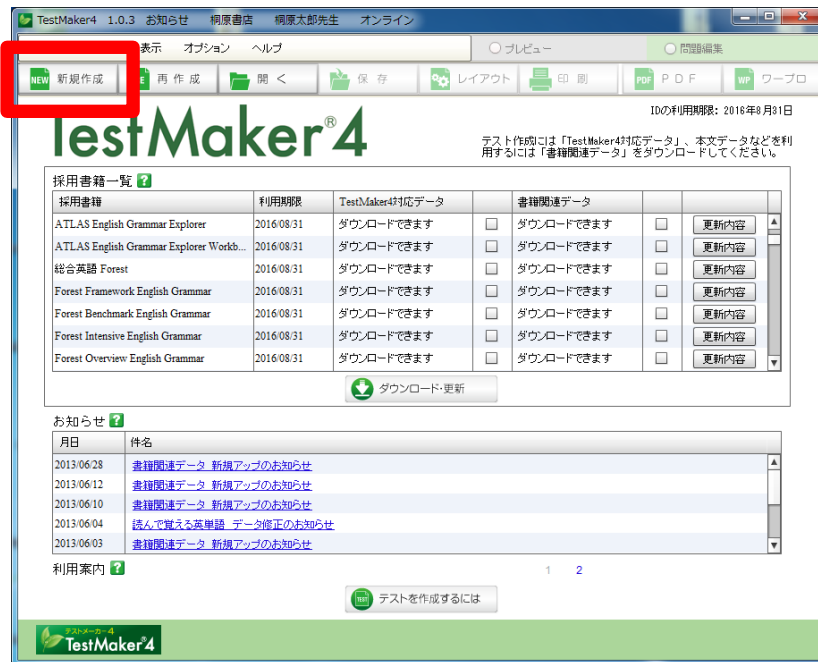 TestMaker4 1.0.3 お知らせ 桐原書店 桐原太郎先生 オンライン
表示 オプション ヘルプ プレビュー 問題編集
NEW 新規作成 再作成 開く 保存 レイアウト 印刷 PDF PDF WP ワープロ
IDの利用期限: 2016年8月31日
TestMaker®4
テスト作成には「TestMaker4対応データ」、本文データなどを利
用するには「書籍関連データ」をダウンロードしてください。
採用書籍一覧 ?
採用書籍 利用期限 TestMaker4対応データ 書籍関連データ
ATLAS English Grammar Explorer 2016/08/31 ダウンロードできます ダウンロードできます 更新内容
ATLAS English Grammar Explorer Workb... 2016/08/31 ダウンロードできます ダウンロードできます 更新内容
総合英語 Forest 2016/08/31 ダウンロードできます ダウンロードできます 更新内容
Forest Framework English Grammar 2016/08/31 ダウンロードできます ダウンロードできます 更新内容
Forest Benchmark English Grammar 2016/08/31 ダウンロードできます ダウンロードできます 更新内容
Forest Intensive English Grammar 2016/08/31 ダウンロードできます ダウンロードできます 更新内容
Forest Overview English Grammar 2016/08/31 ダウンロードできます ダウンロードできます 更新内容
ダウンロード・更新
お知らせ ?
月日 件名
2013/06/28 書籍関連データ 新規アップのお知らせ
2013/06/12 書籍関連データ 新規アップのお知らせ
2013/06/10 書籍関連データ 新規アップのお知らせ
2013/06/04 読んで覚える英単語 データ修正のお知らせ
2013/06/03 書籍関連データ 新規アップのお知らせ
利用案内 ? 1 2
TEST テストを作成するには
テストメーカー4
TestMaker®4